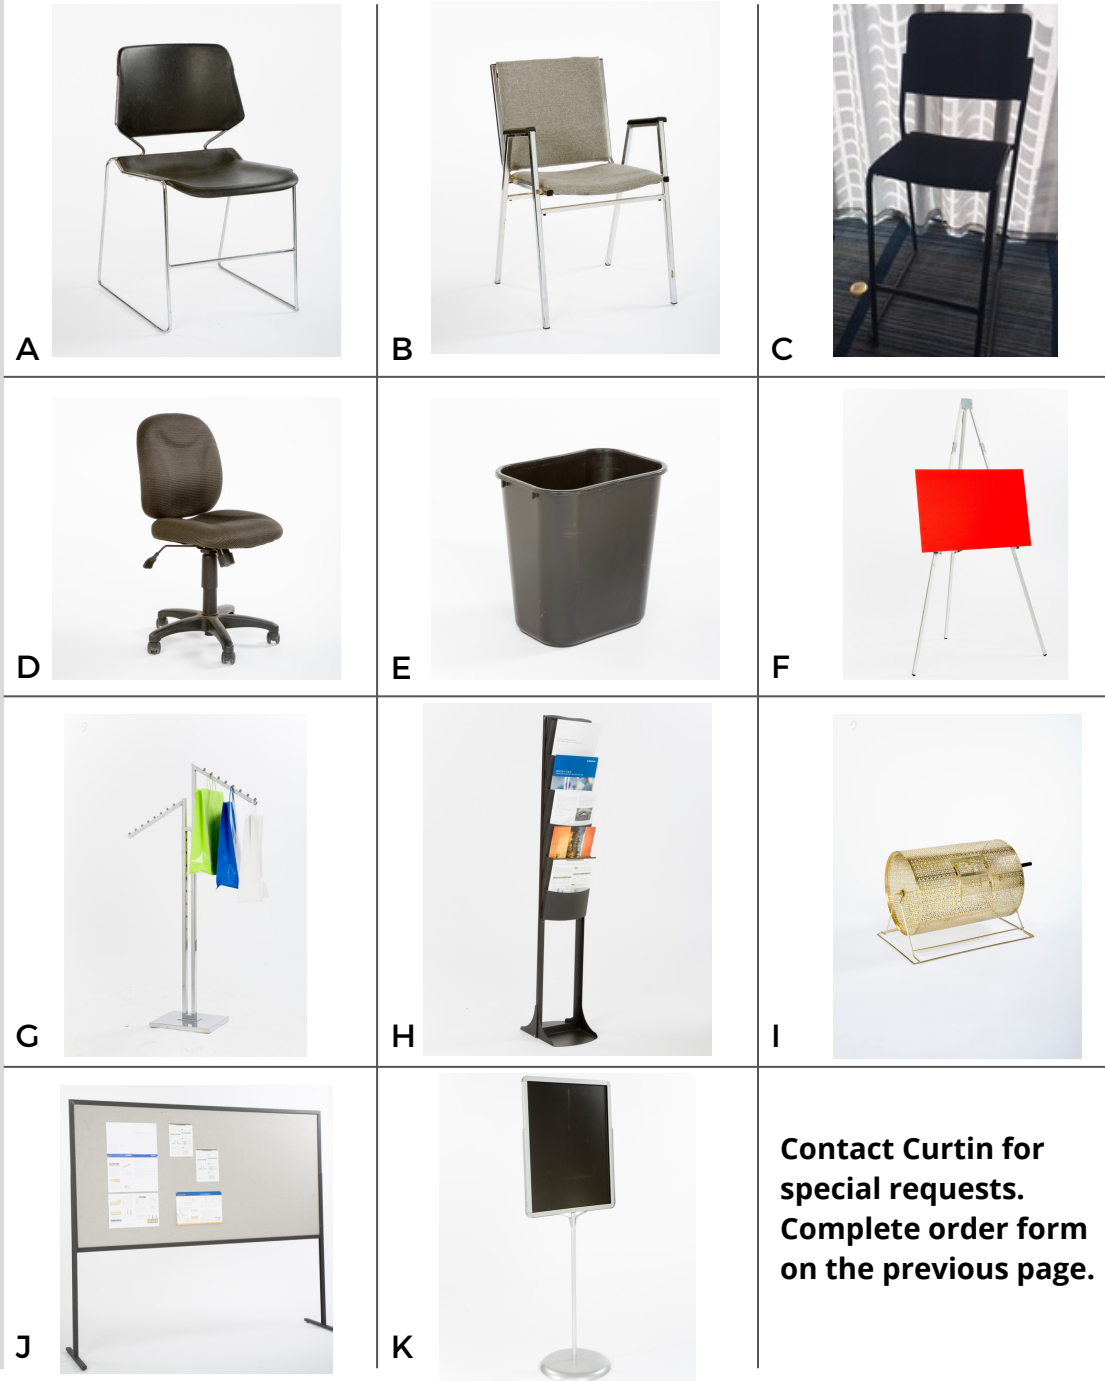 A
B
C
D
E
F
G
H
I
J
K
Contact Curtin for
special requests.
Complete order form
on the previous page.